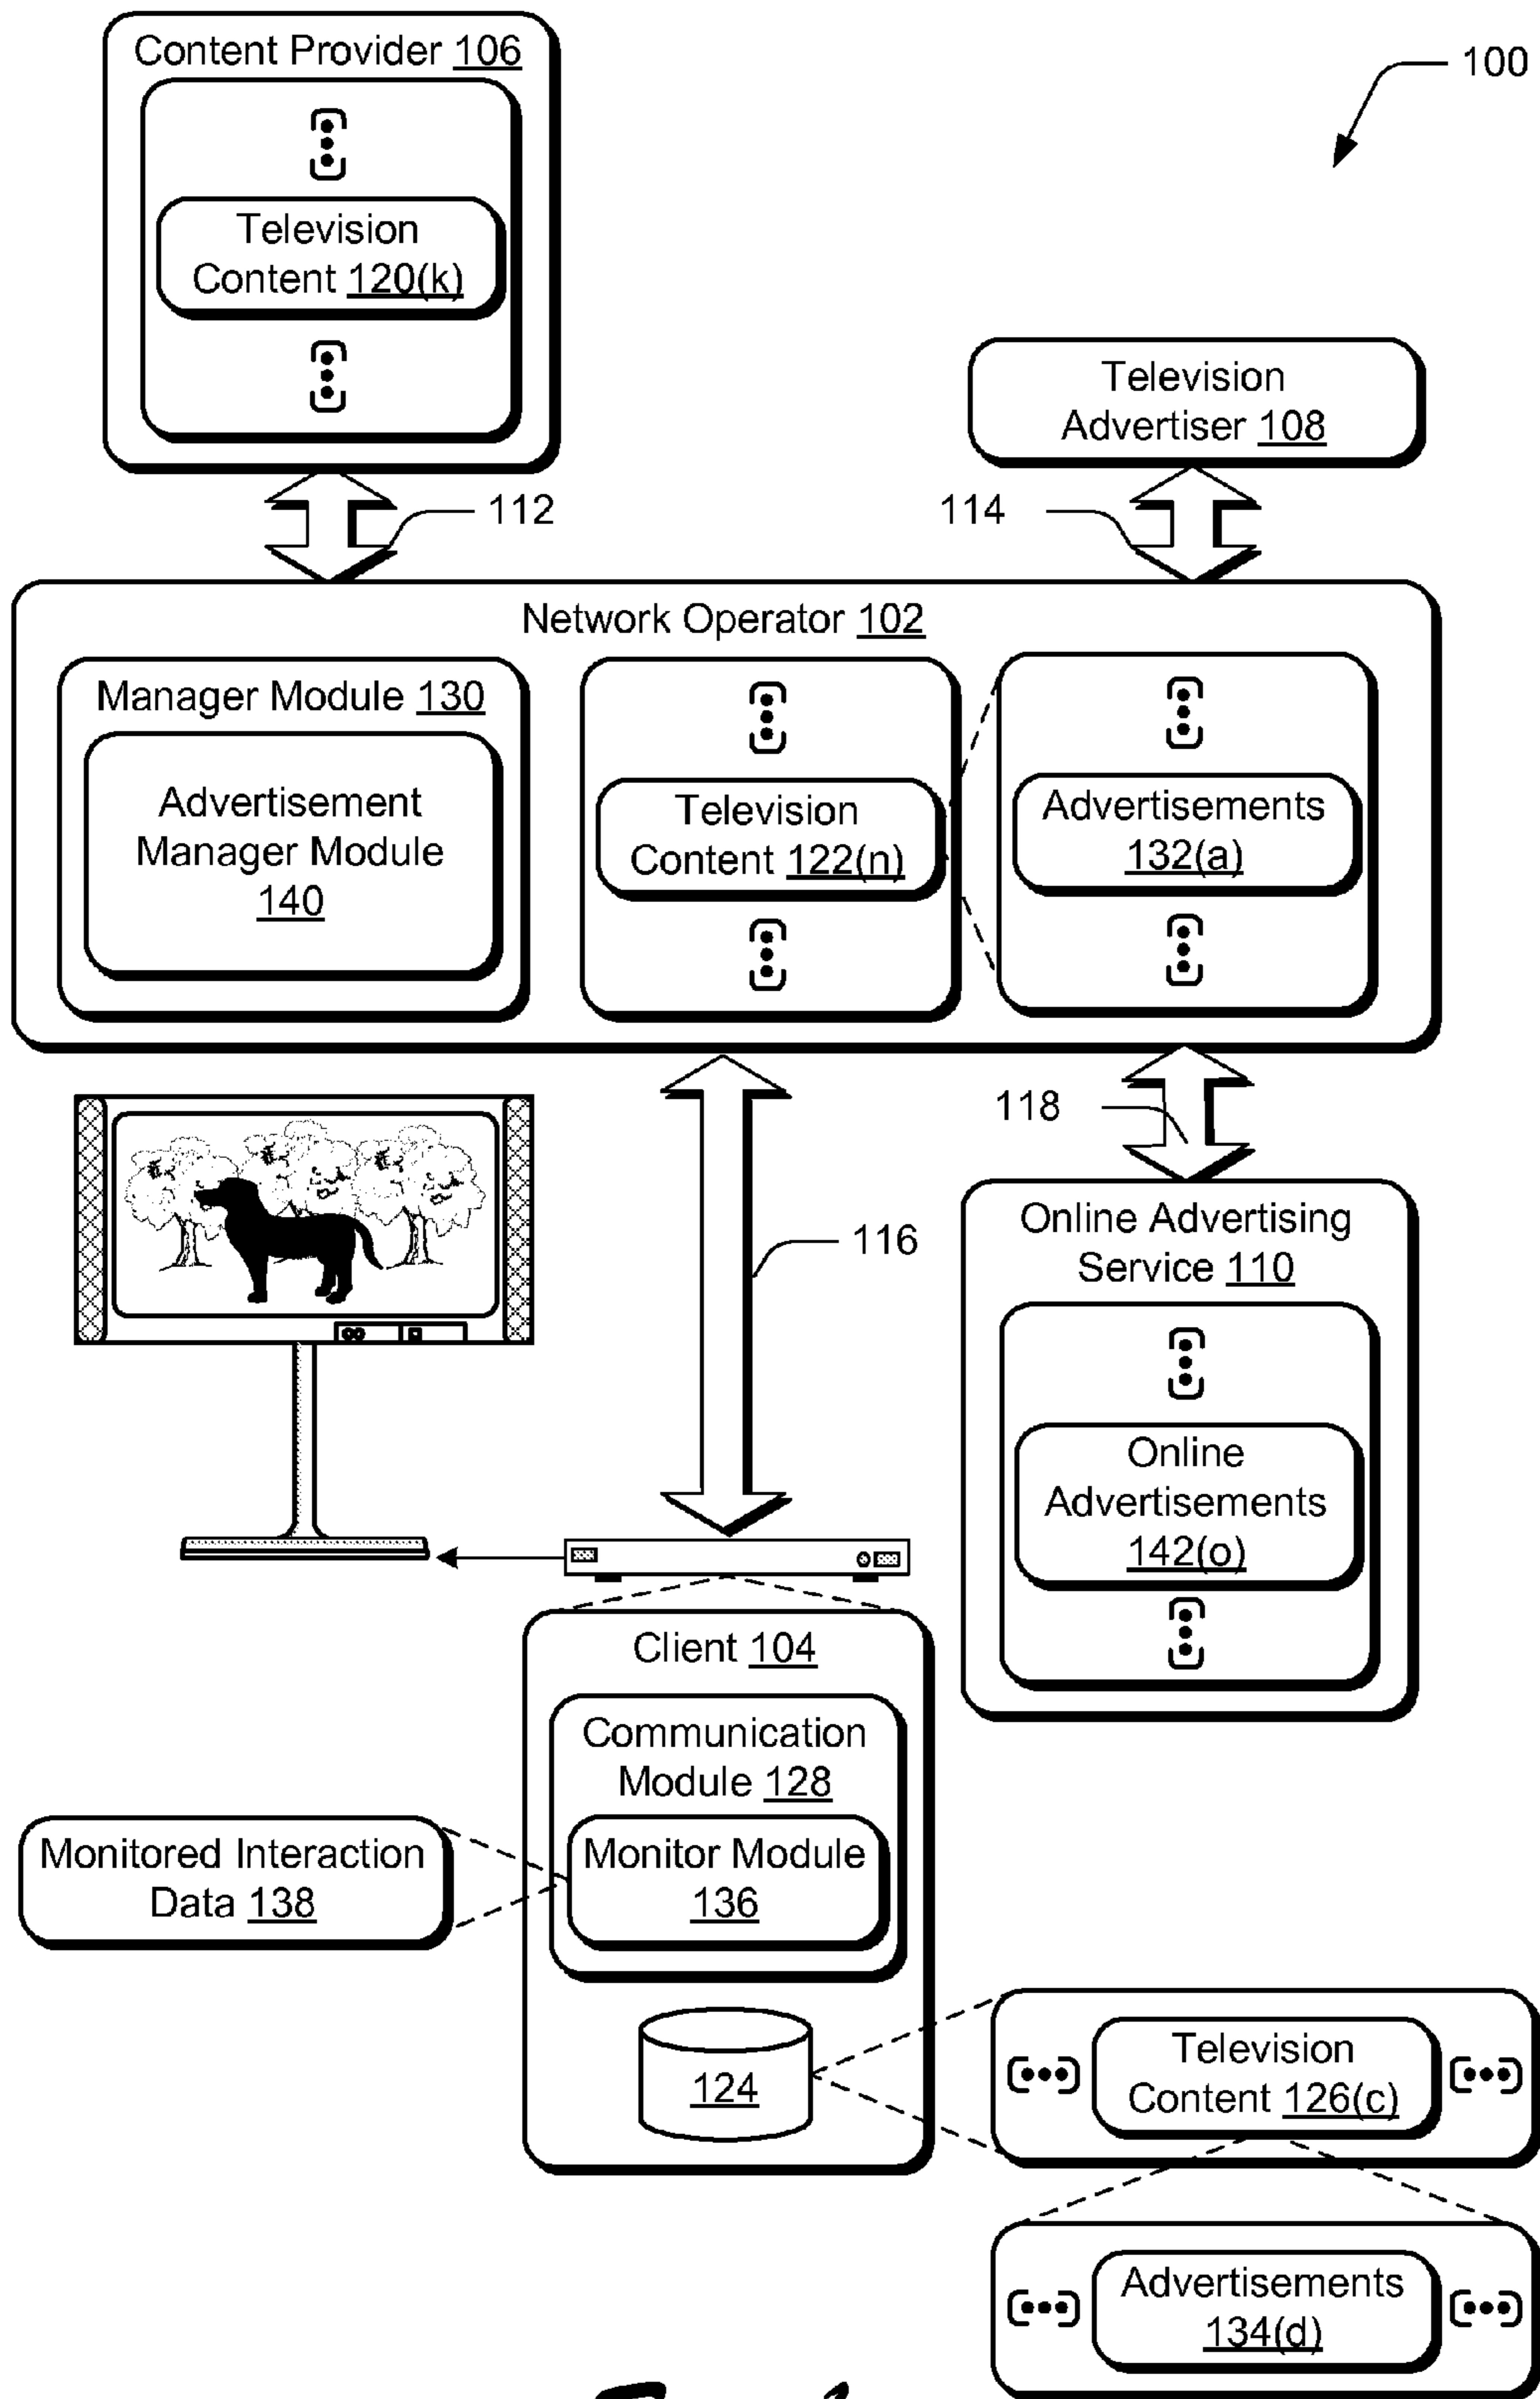 Content Provider 106
100
Television
Content 120(k)
Television
Advertiser 108
112
114
Network Operator 102
Manager Module 130
Advertisement
Manager Module
140
Television
Content 122(n)
Advertisements
132(a)
118
116
Online Advertising
Service 110
Online
Advertisements
142(o)
Client 104
Communication
Module 128
Monitor Module
136
Monitored Interaction
Data 138
124
Television
Content 126(c)
Advertisements
134(d)